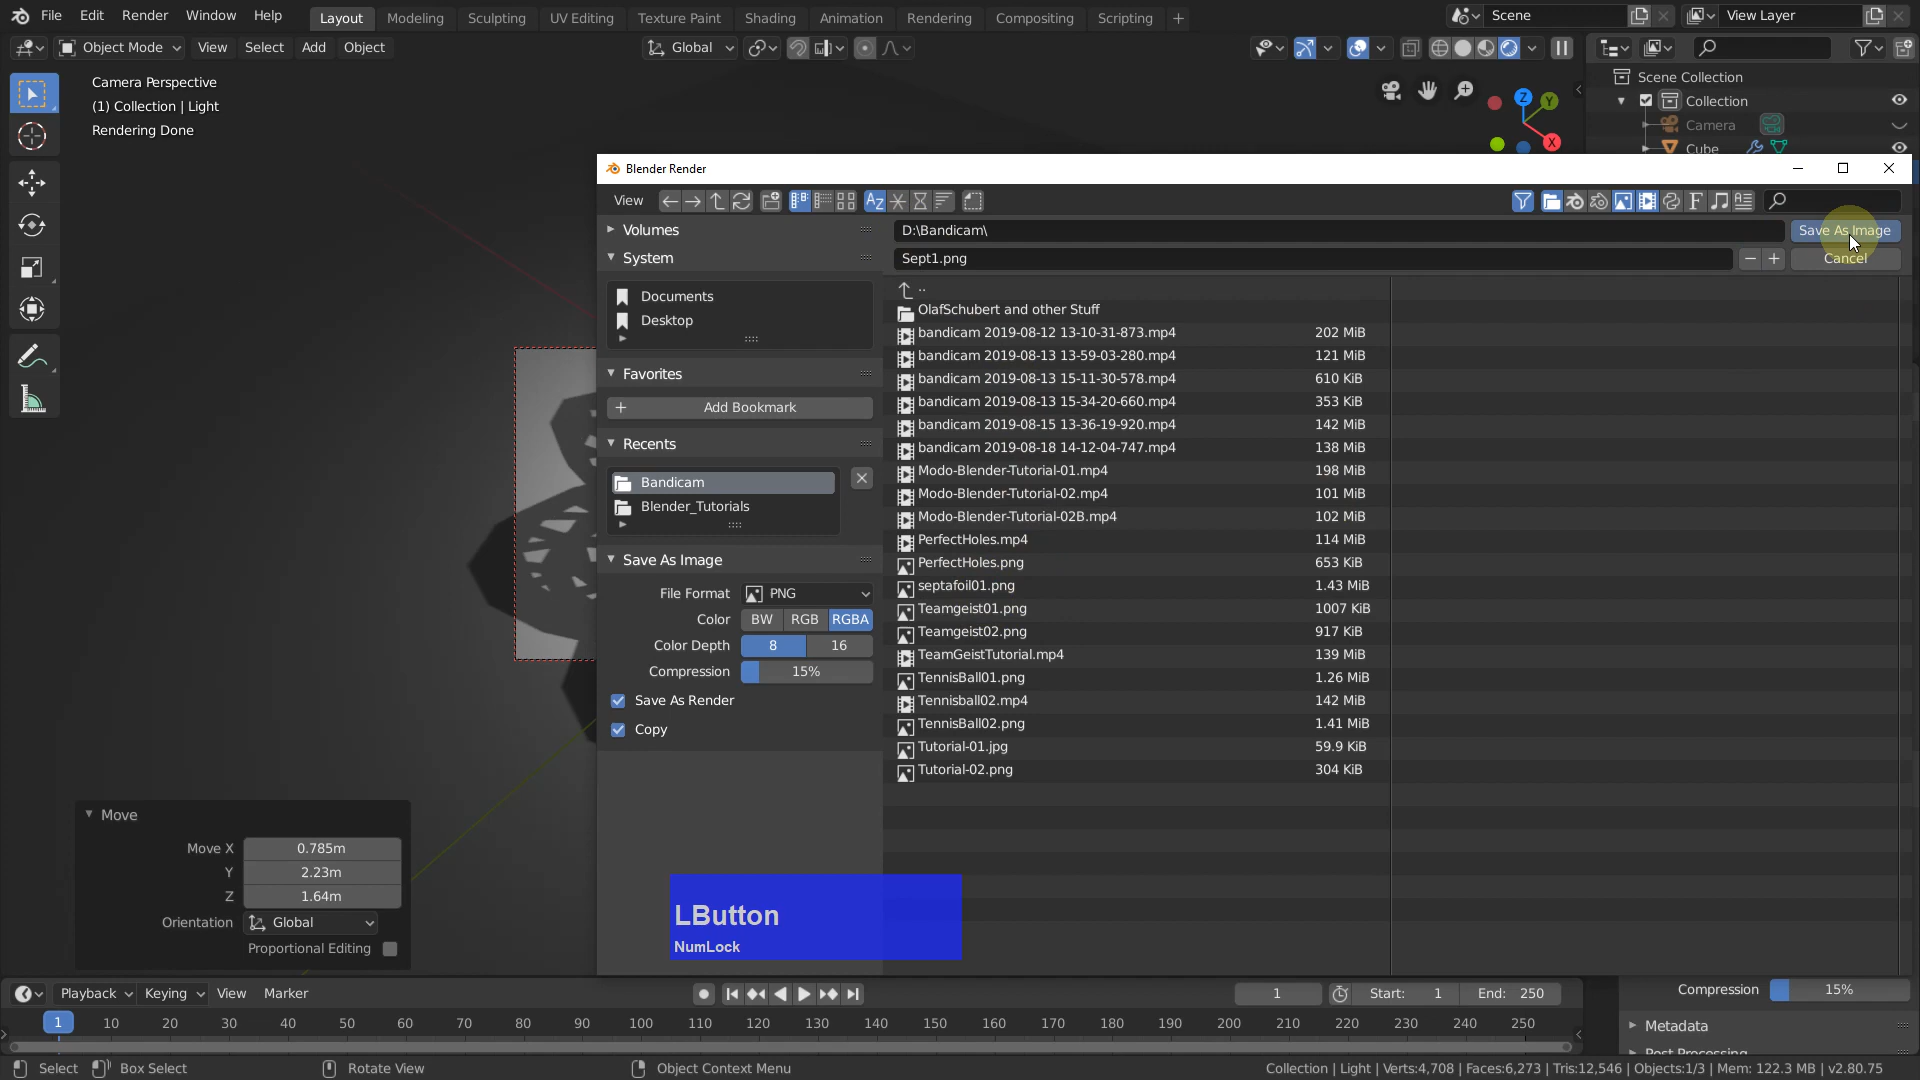 File Edit Render Window Help Layout Modeling Sculpting UV Editing Texture Paint Shading Animation Rendering Compositing Scripting + Scene View Layer
Object Mode View Select Add Object Global
Camera Perspective
(1) Collection | Light
Rendering Done
Z Y X
Scene Collection
Collection
Camera
Cube
Blender Render
View
Volumes
System
Documents
Desktop
Favorites
Add Bookmark
Recents
Bandicam
Blender_Tutorials
Save As Image
File Format PNG
Color BW RGB RGBA
Color Depth 8 16
Compression 15%
Save As Render
Copy
D:\Bandicam\ Save As Image
Sept1.png Cancel
..
OlafSchubert and other Stuff
bandicam 2019-08-12 13-10-31-873.mp4 202 MiB
bandicam 2019-08-13 13-59-03-280.mp4 121 MiB
bandicam 2019-08-13 15-11-30-578.mp4 610 KiB
bandicam 2019-08-13 15-34-20-660.mp4 353 KiB
bandicam 2019-08-15 13-36-19-920.mp4 142 MiB
bandicam 2019-08-18 14-12-04-747.mp4 138 MiB
Modo-Blender-Tutorial-01.mp4 198 MiB
Modo-Blender-Tutorial-02.mp4 101 MiB
Modo-Blender-Tutorial-02B.mp4 102 MiB
PerfectHoles.mp4 114 MiB
PerfectHoles.png 653 KiB
septafoil01.png 1.43 MiB
Teamgeist01.png 1007 KiB
Teamgeist02.png 917 KiB
TeamGeistTutorial.mp4 139 MiB
TennisBall01.png 1.26 MiB
Tennisball02.mp4 142 MiB
TennisBall02.png 1.41 MiB
Tutorial-01.jpg 59.9 KiB
Tutorial-02.png 304 KiB
Move
Move X 0.785m
Y 2.23m
Z 1.64m
Orientation Global
Proportional Editing
LButton
NumLock
Compression 15%
Metadata
Post Processing
Playback Keying View Marker 1 Start: 1 End: 250
1 10 20 30 40 50 60 70 80 90 100 110 120 130 140 150 160 170 180 190 200 210 220 230 240 250
Select Box Select Rotate View Object Context Menu Collection | Light | Verts:4,708 | Faces:6,273 | Tris:12,546 | Objects:1/3 | Mem: 122.3 MB | v2.80.75